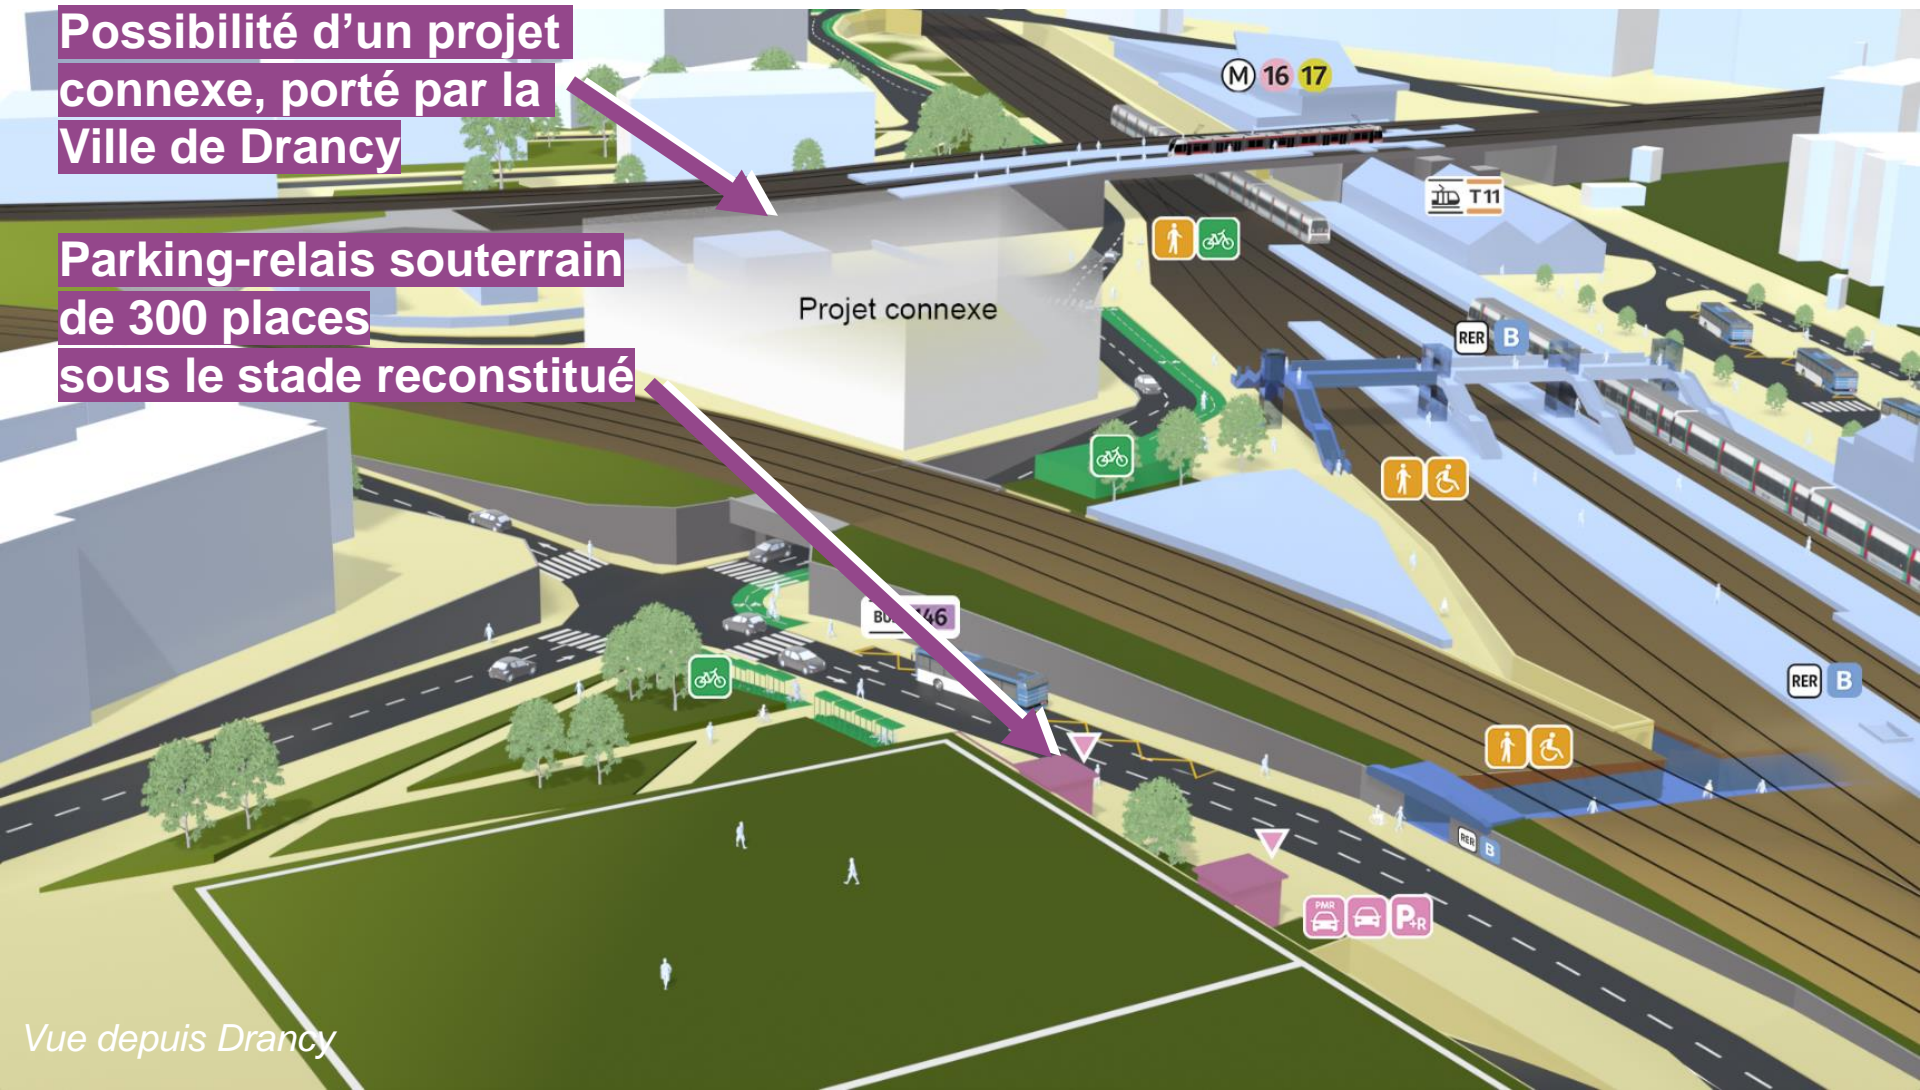 Possibilité d’un projet
connexe, porté par la
Ville de Drancy
M 16 17
T11
Parking-relais souterrain
de 300 places
sous le stade reconstitué
Projet connexe
RER B
46
RER B
RER B
PMR
P+R
Vue depuis Drancy